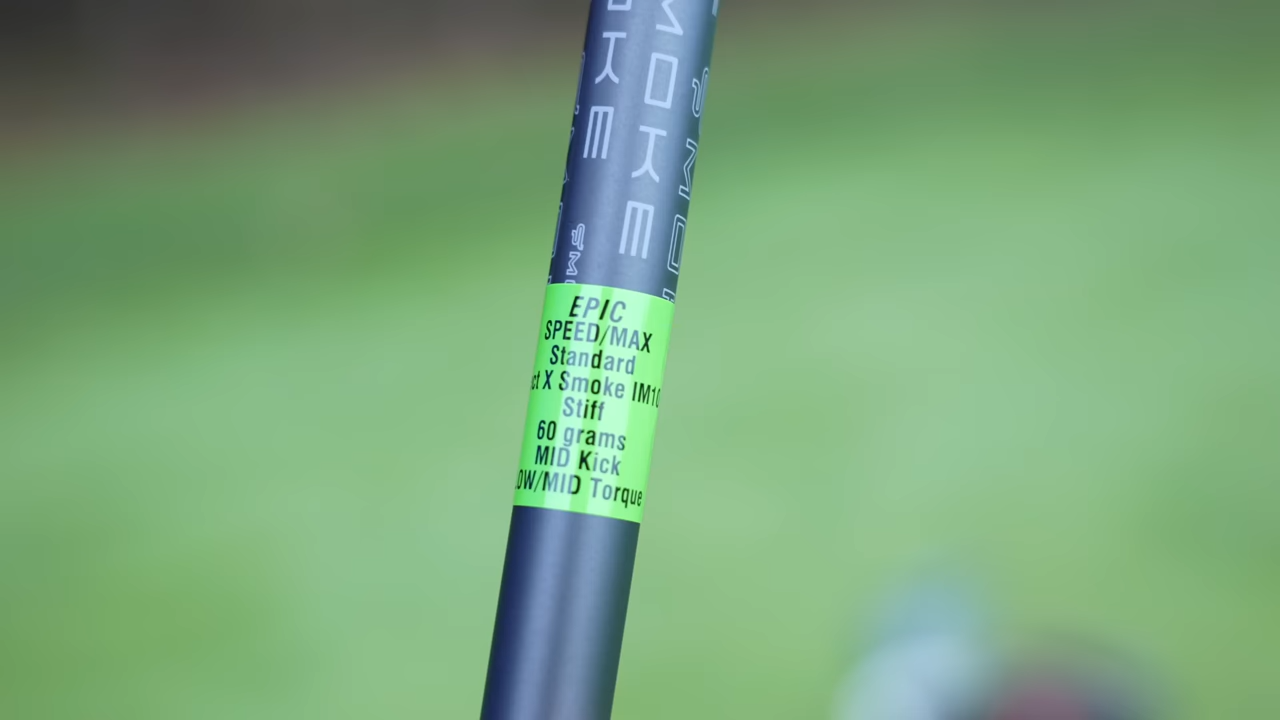 SMOKE
EPIC
SPEED/MAX
Standard
ct X Smoke IM10
Stiff
60 grams
MID Kick
OW/MID Torque